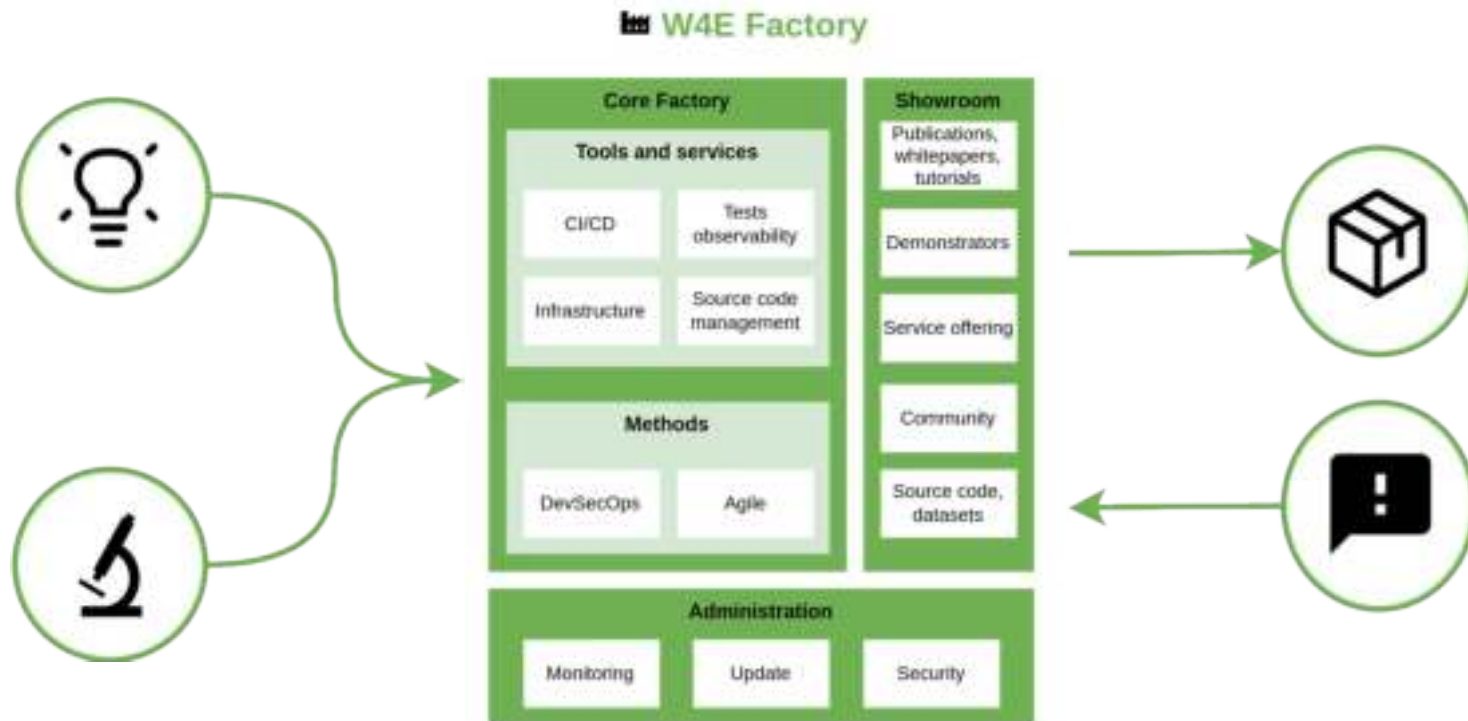 W4E Factory
Core Factory
Tools and services
CI/CD
Tests
observability
Infrastructure
Source code
management
Methods
DevSecOps
Agile
Showroom
Publications,
whitepapers,
tutorials
Demonstrators
Service offering
Community
Source code,
datasets
Administration
Monitoring
Update
Security